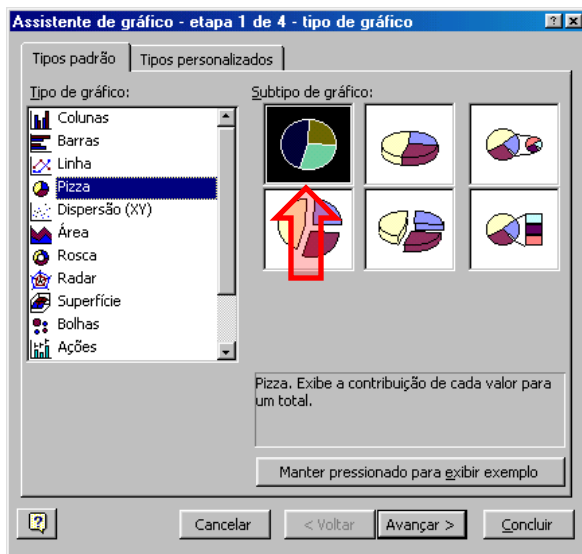 Assistente de gráfico - etapa 1 de 4 - tipo de gráfico
Tipos padrão Tipos personalizados
Tipo de gráfico: Subtipo de gráfico:
Colunas
Barras
Linha
Pizza
Dispersão (XY)
Área
Rosca
Radar
Superfície
Bolhas
Ações
Pizza. Exibe a contribuição de cada valor para
um total.
Manter pressionado para exibir exemplo
Cancelar < Voltar Avançar > Concluir